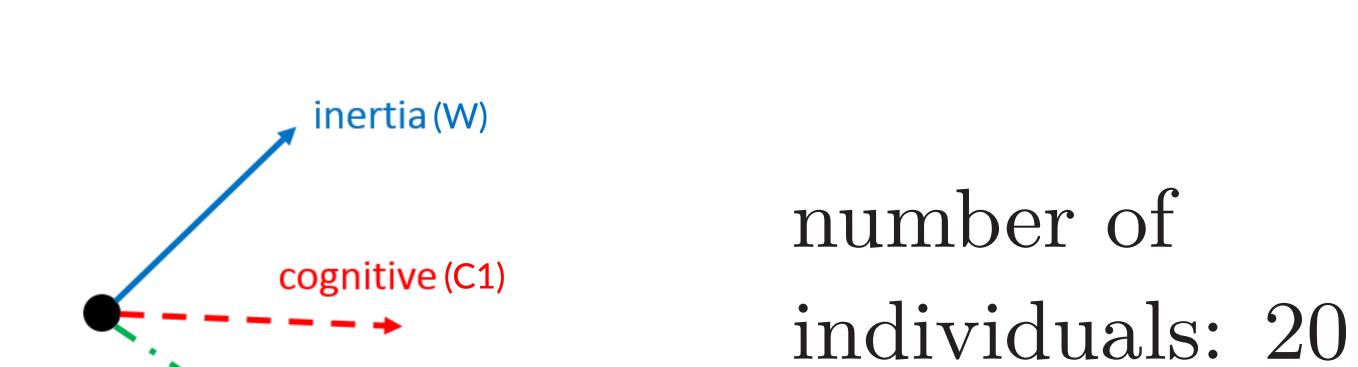 inertia (W)
cognitive (C1)
number of
individuals: 20